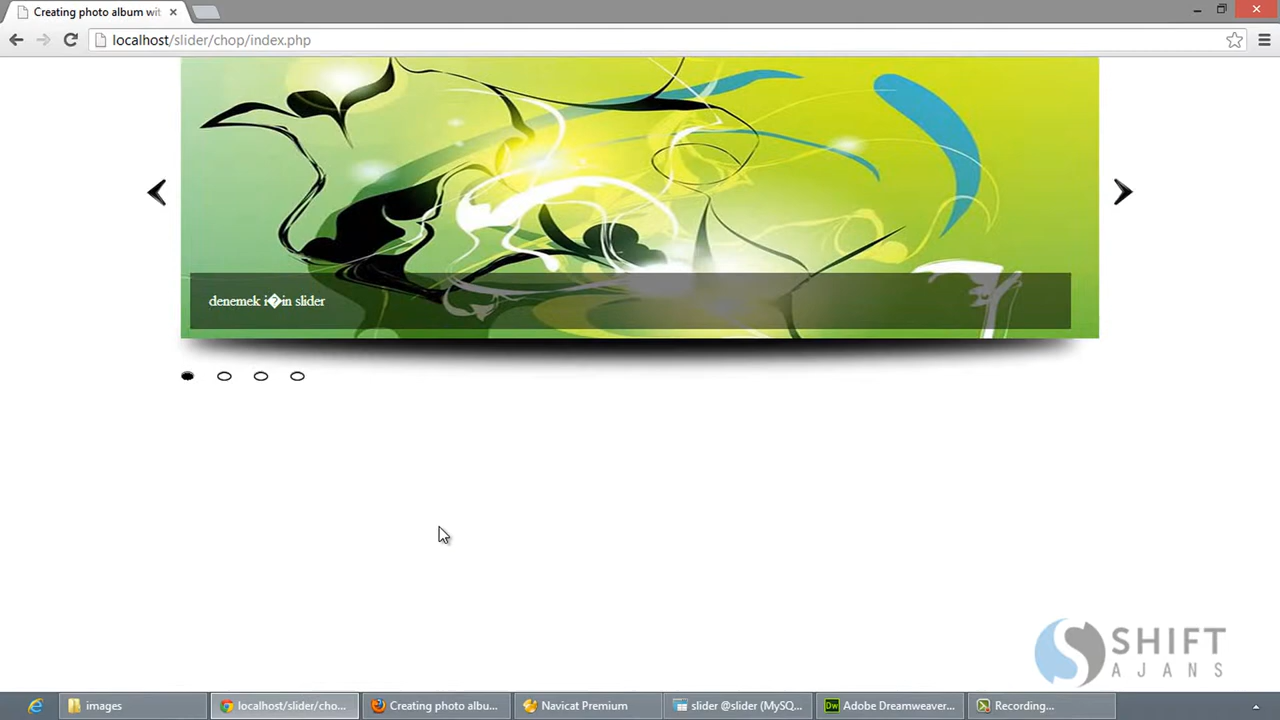 Creating photo album wit
localhost/slider/chop/index.php
denemek i�in slider
SHIFT
AJANS
images
localhost/slider/cho...
Creating photo albu...
Navicat Premium
slider @slider (MySQ...
Dw Adobe Dreamweaver...
Recording...